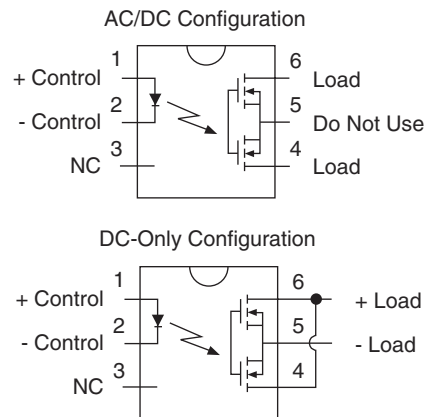 AC/DC Configuration
1
+ Control
2
- Control
3
NC
6
Load
5
Do Not Use
4
Load
DC-Only Configuration
1
+ Control
2
- Control
3
NC
6
+ Load
5
- Load
4